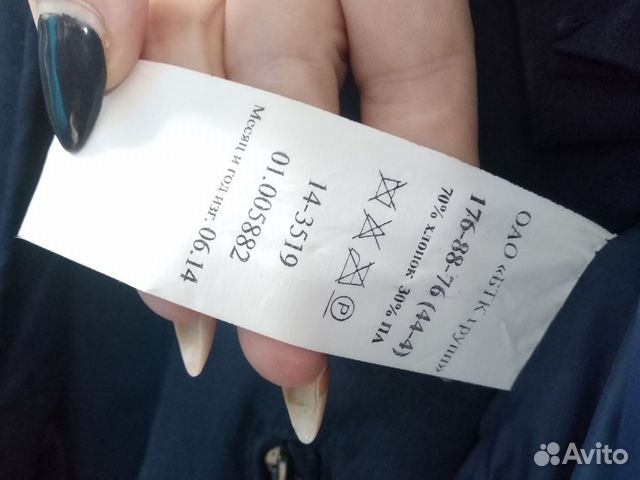 ОАО «БТК групп»
176-88-76 (44-4)
70% хлопок 30% ПА
P
14-3519
01.005882
Месяц и год изг. 06.14
Avito